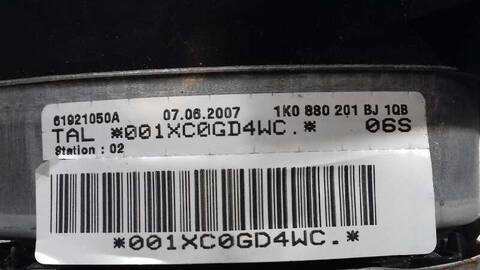 61921050A 07.06.2007 1K0 880 201 BJ 1QB
TAL *001XC0GD4WC.* 06S
Station : 02
*001XC0GD4WC.*